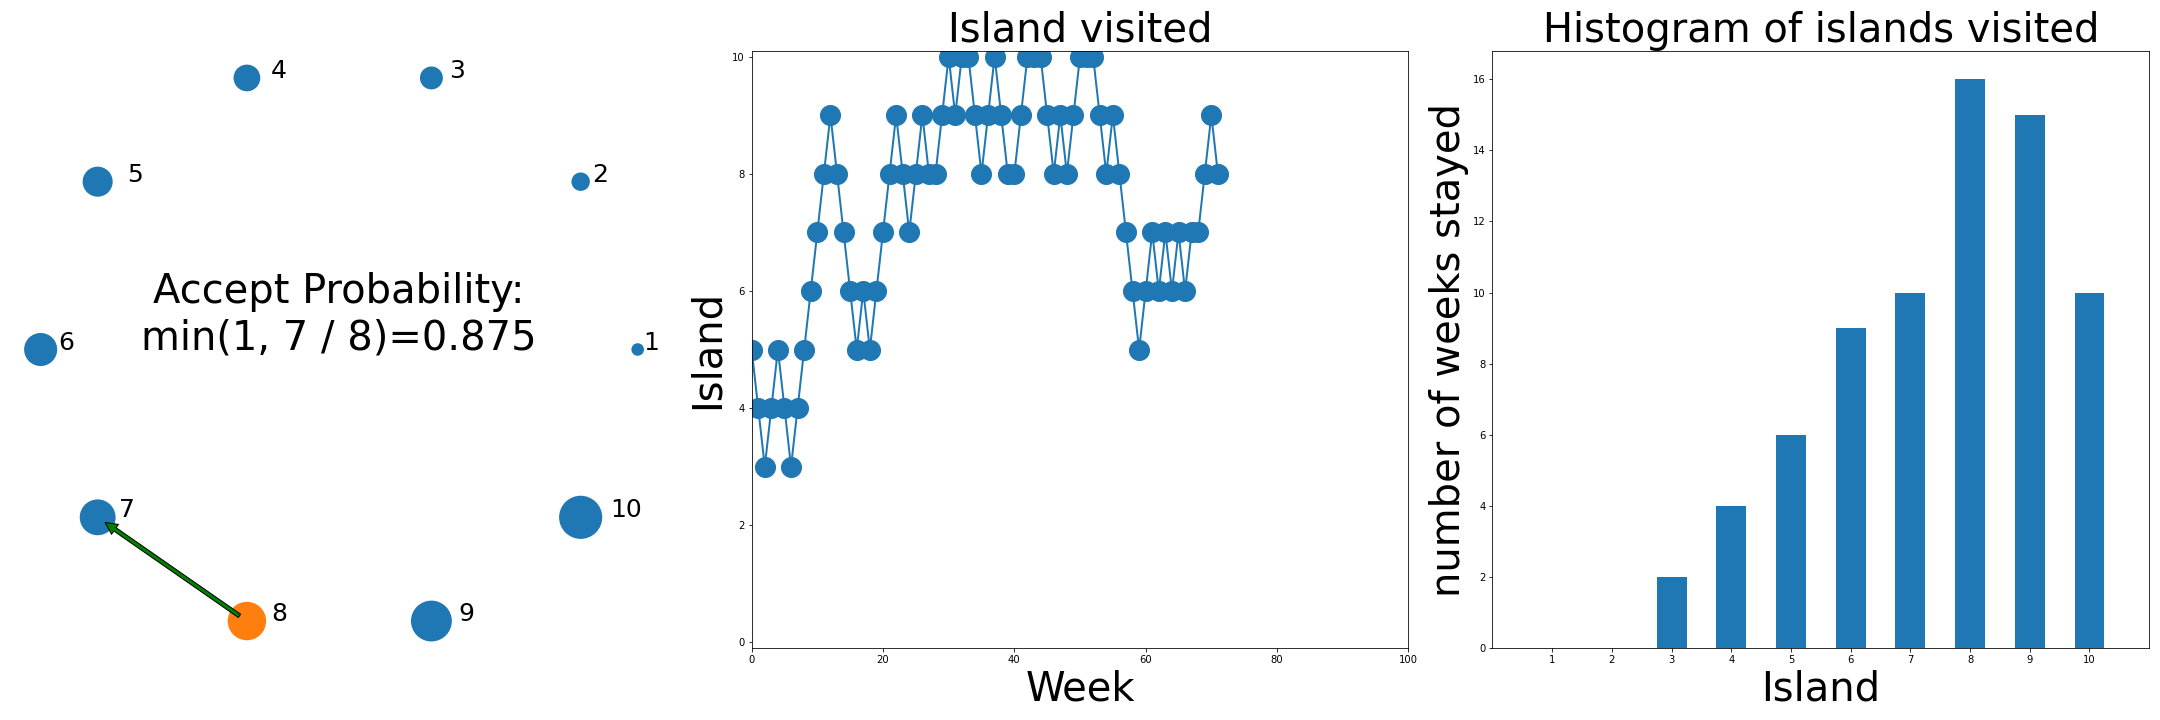 4
3
5
2
Accept Probability:
min(1, 7 / 8)=0.875
6
1
7
10
8
9
Island visited
Island
10
8
6
4
2
0
0 20 40 60 80 100
Week
Histogram of islands visited
number of weeks stayed
16
14
12
10
8
6
4
2
0
1 2 3 4 5 6 7 8 9 10
Island